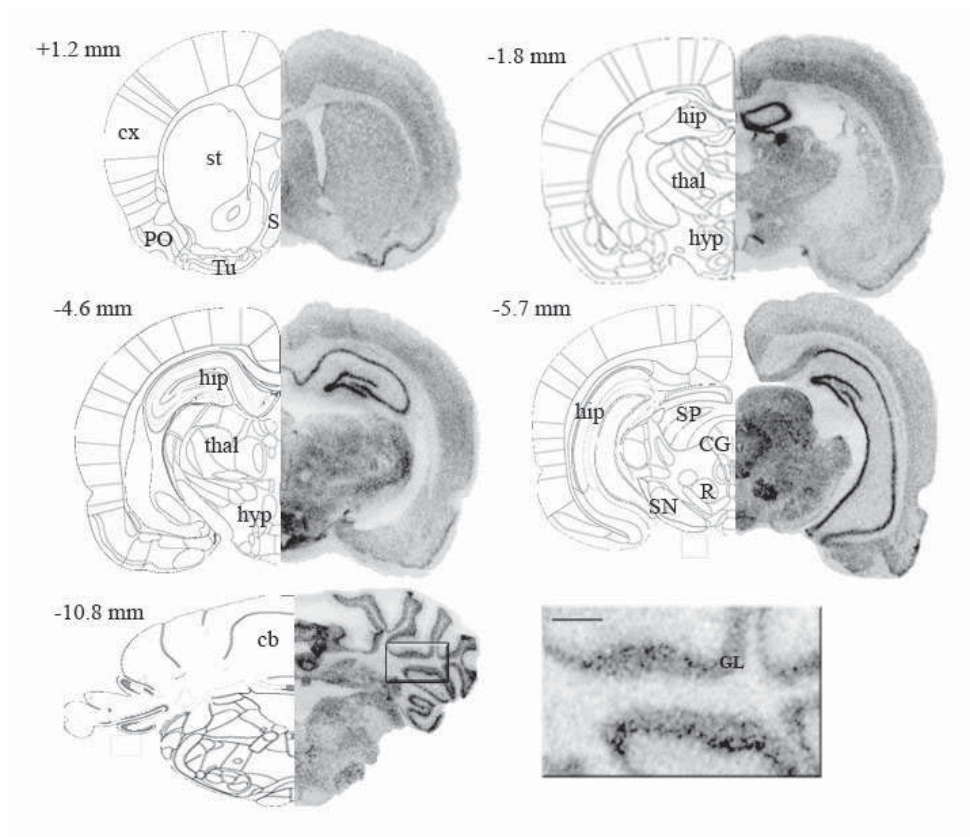 +1.2 mm
cx
st
S
PO
Tu
-1.8 mm
hip
thal
hyp
-4.6 mm
hip
thal
hyp
-5.7 mm
hip
SP
CG
R
SN
-10.8 mm
cb
GL